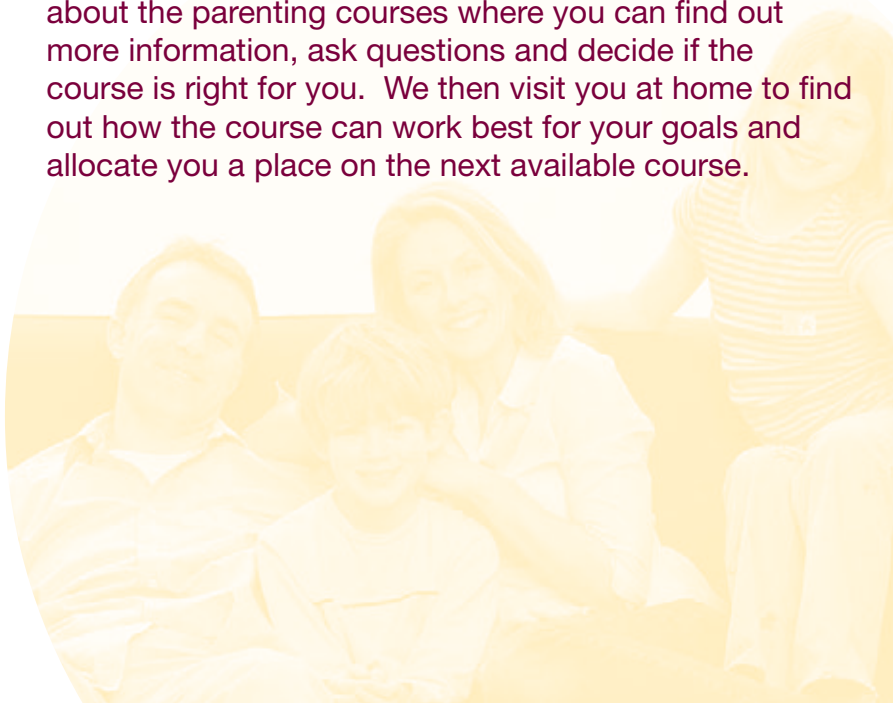 about the parenting courses where you can find out
more information, ask questions and decide if the
course is right for you.  We then visit you at home to find
out how the course can work best for your goals and
allocate you a place on the next available course.